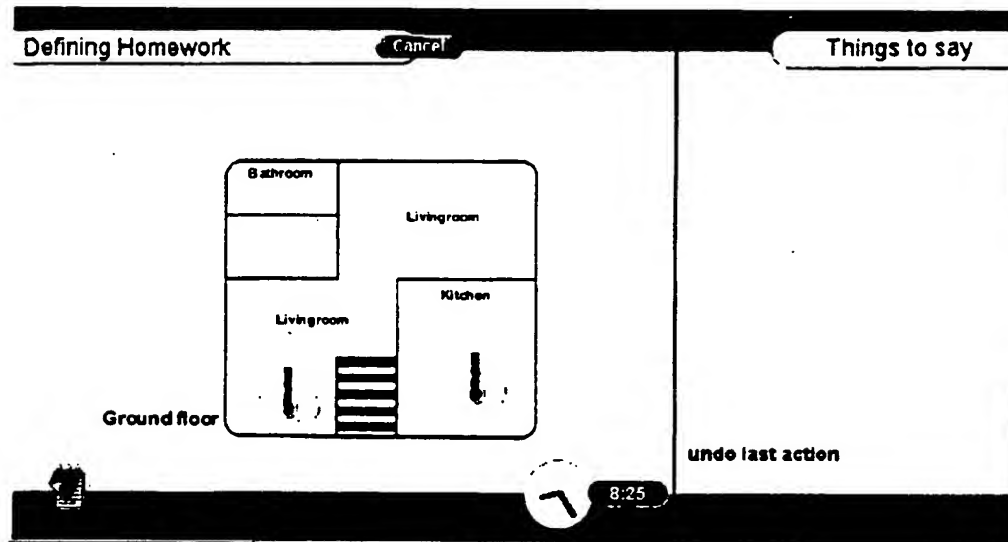 Defining Homework
Cancel
Things to say
Bathroom
Livingroom
Kitchen
Livingroom
Ground floor
undo last action
8:25